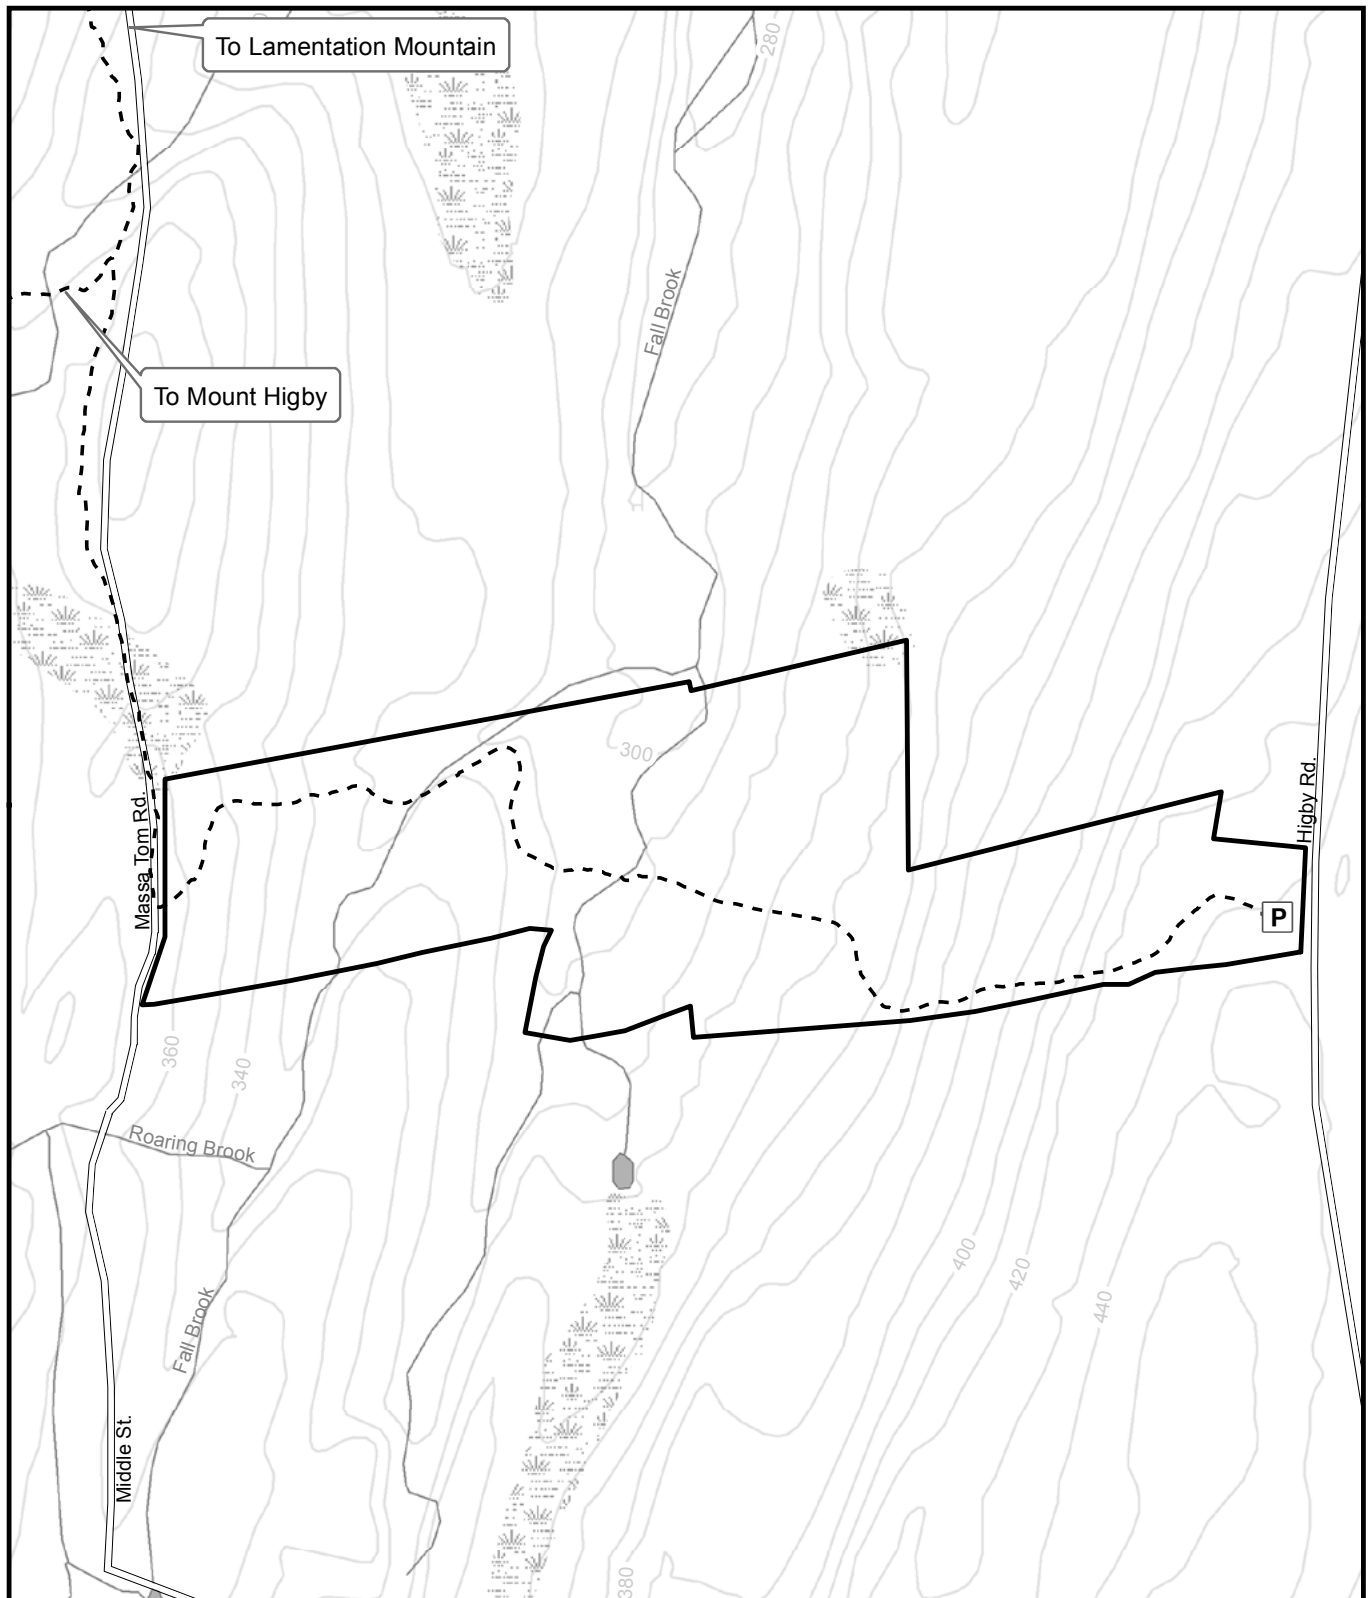 To Lamentation Mountain
280
Fall Brook
To Mount Higby
300
Higby Rd.
Massa Tom Rd.
P
360
340
Roaring Brook
400
420
440
Fall Brook
Middle St.
380